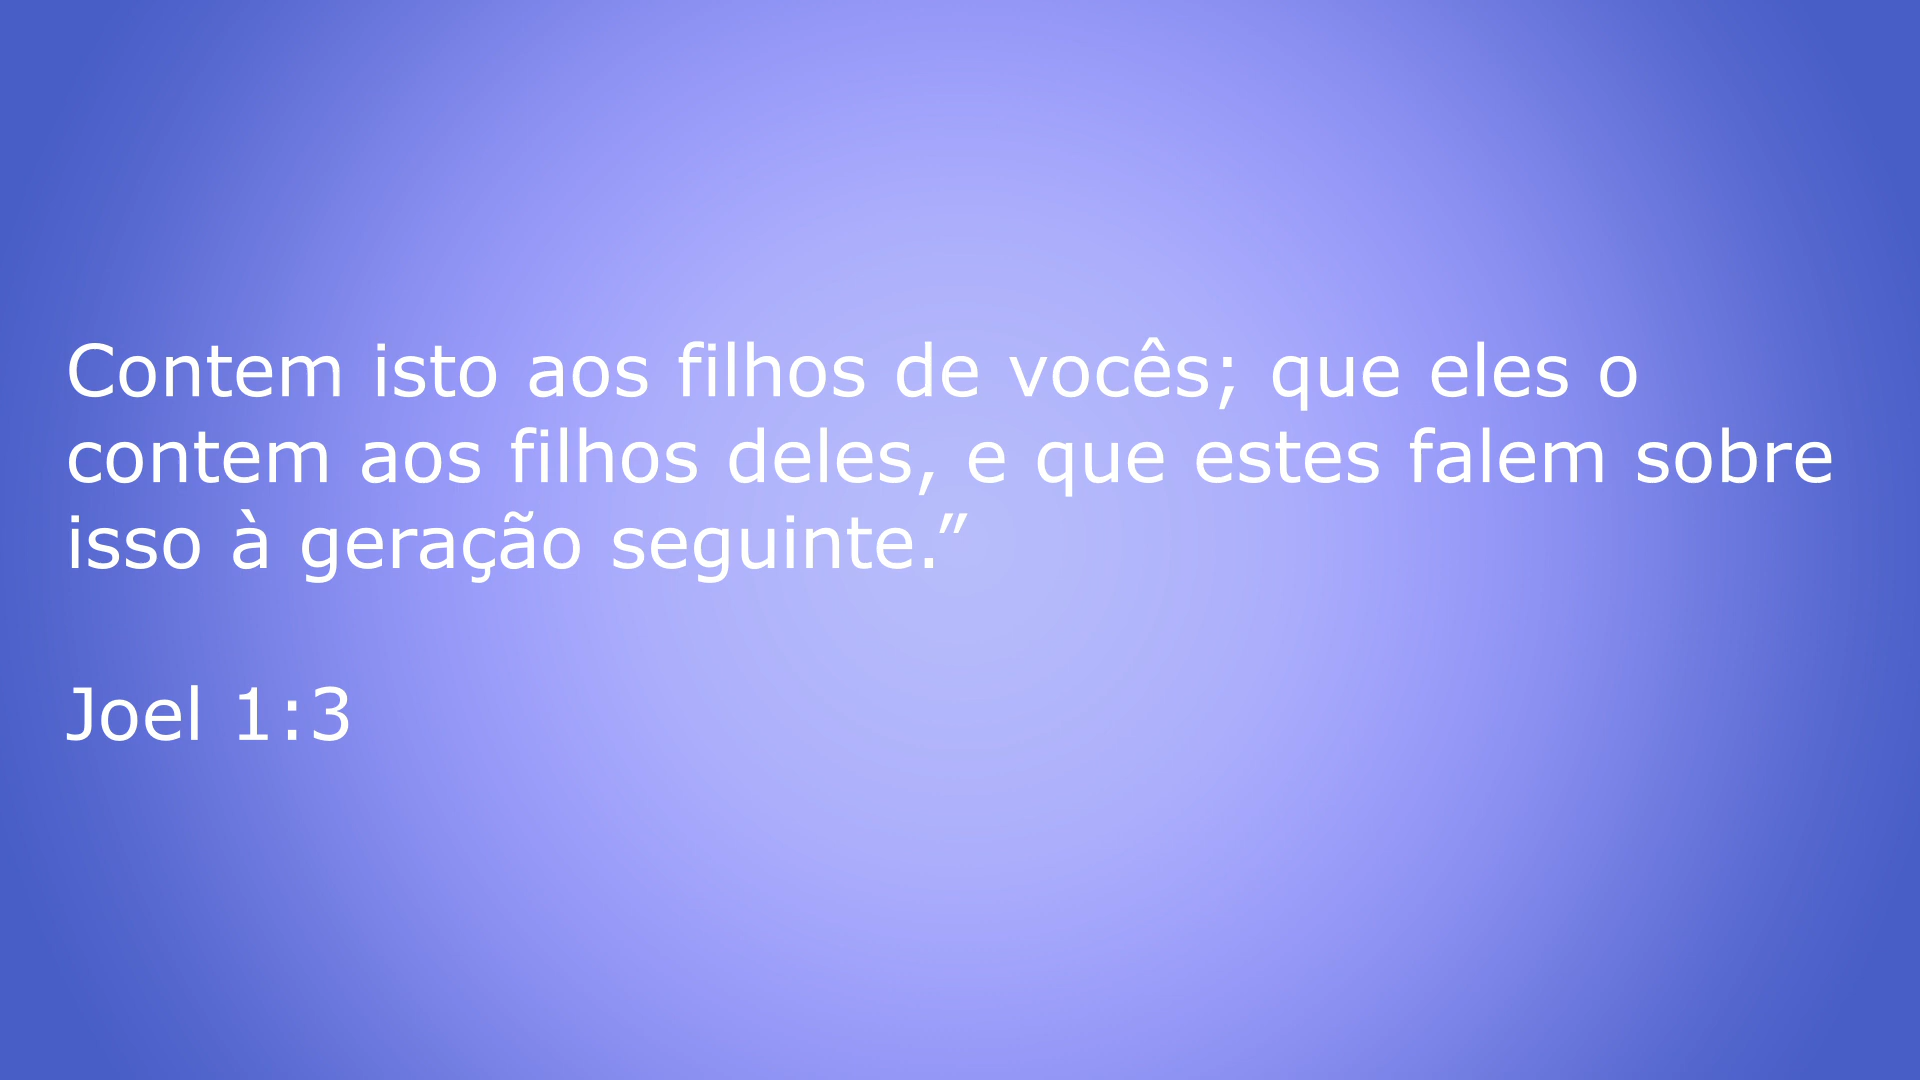 Contem isto aos filhos de vocês; que eles o
contem aos filhos deles, e que estes falem sobre
isso à geração seguinte.”
Joel 1:3